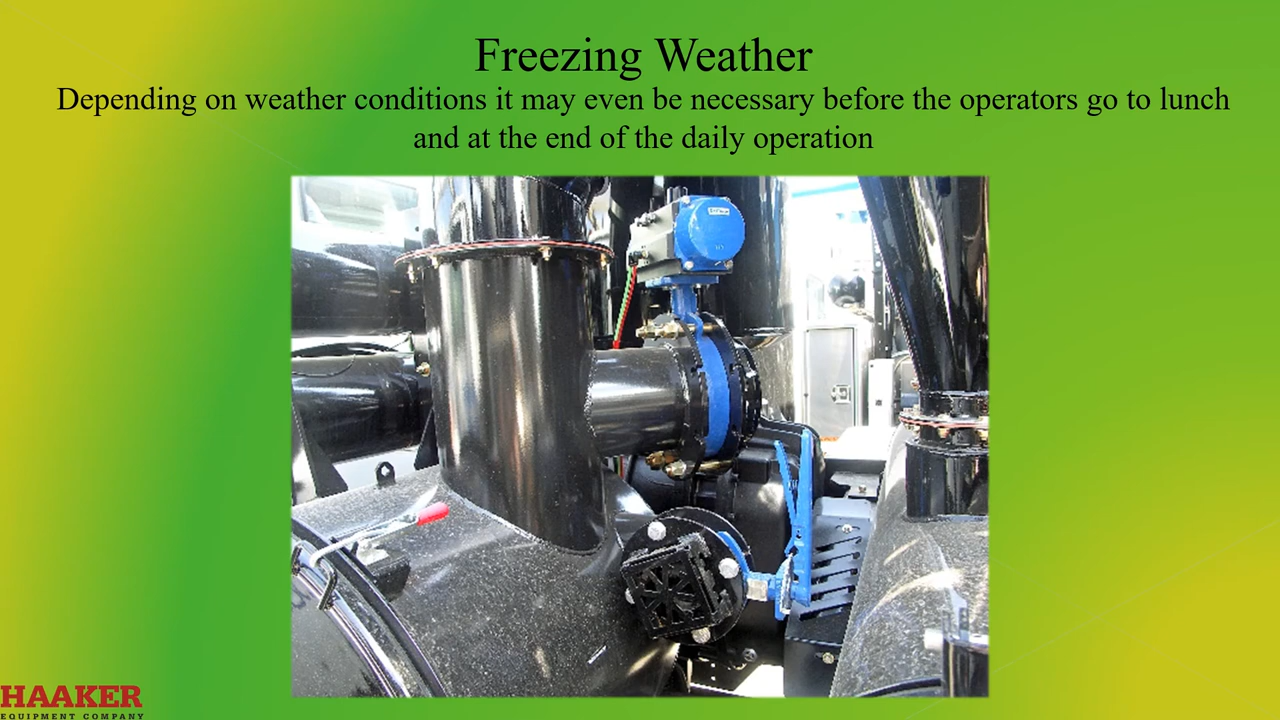 Freezing Weather
Depending on weather conditions it may even be necessary before the operators go to lunch
and at the end of the daily operation
HAAKER
EQUIPMENT COMPANY